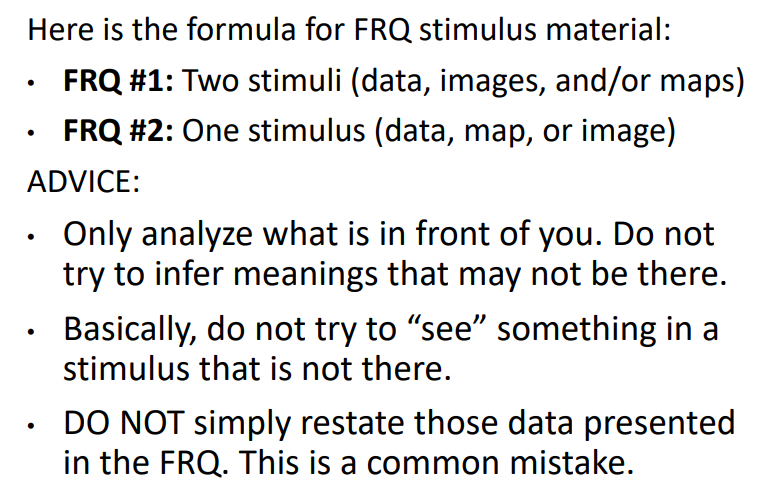 Here is the formula for FRQ stimulus material:
• FRQ #1: Two stimuli (data, images, and/or maps)
• FRQ #2: One stimulus (data, map, or image)
ADVICE:
• Only analyze what is in front of you. Do not
try to infer meanings that may not be there.
• Basically, do not try to “see” something in a
stimulus that is not there.
• DO NOT simply restate those data presented
in the FRQ. This is a common mistake.